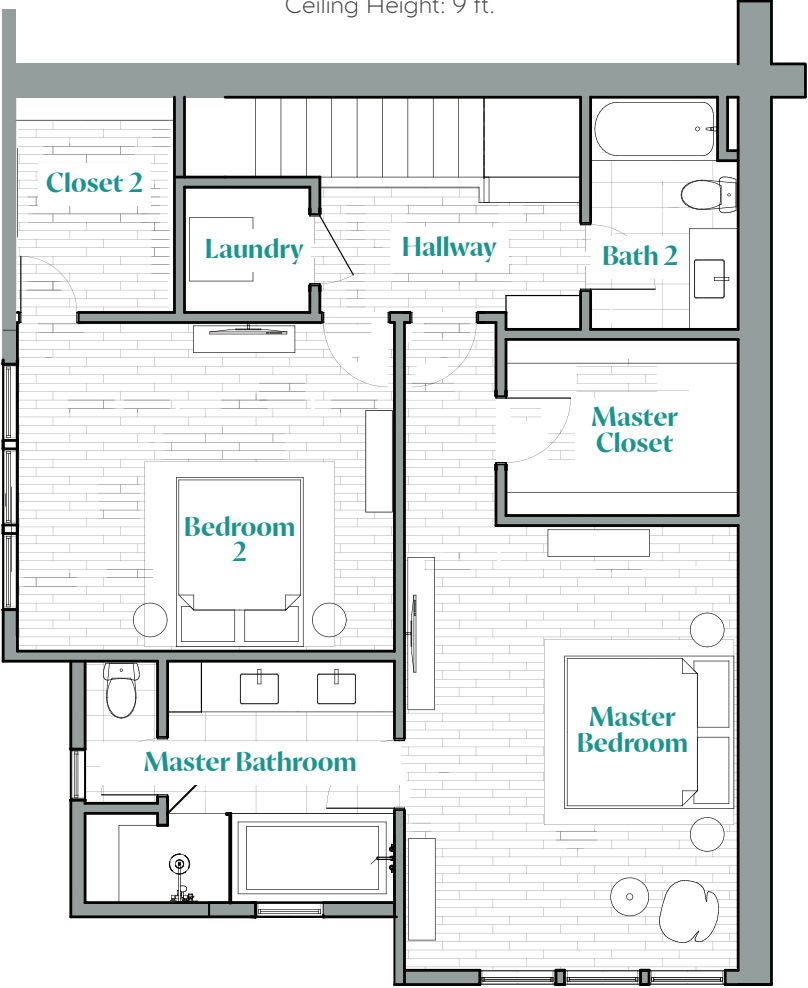 Ceiling Height: 9 ft.
Closet 2
Laundry
Hallway
Bath 2
Master
Closet
Bedroom
2
Master
Bedroom
Master Bathroom